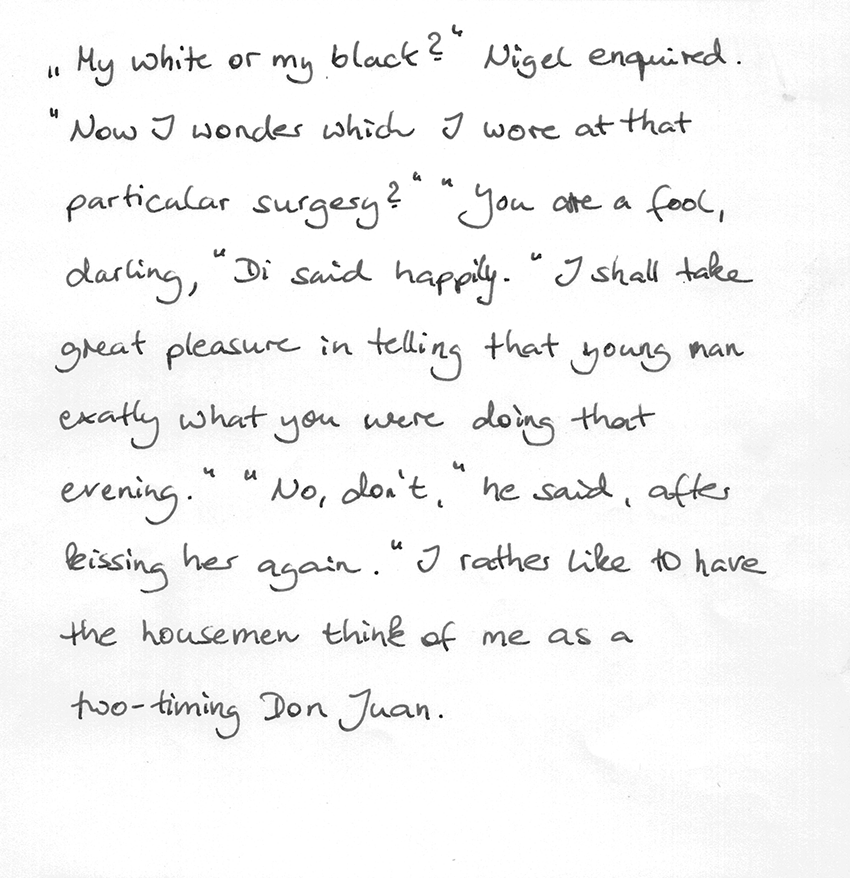 „My white or my black?" Nigel enquired.
"Now I wonder which I wore at that
particular surgery?" "You are a fool,
darling," Di said happily. "I shall take
great pleasure in telling that young man
exatly what you were doing that
evening." "No, don't," he said, after
kissing her again. "I rather like to have
the housemen think of me as a
two-timing Don Juan.